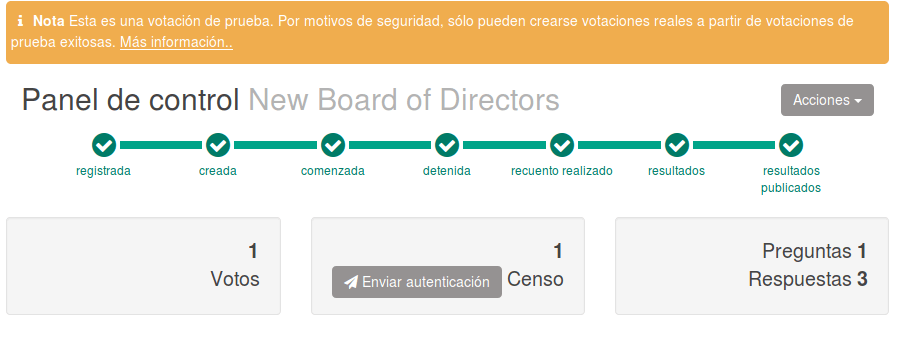 Nota Esta es una votación de prueba. Por motivos de seguridad, sólo pueden crearse votaciones reales a partir de votaciones de
prueba exitosas. Más información..
Panel de control New Board of Directors
Acciones
registrada
creada
comenzada
detenida
recuento realizado
resultados
resultados
publicados
1
Votos
1
Enviar autenticación Censo
Preguntas 1
Respuestas 3